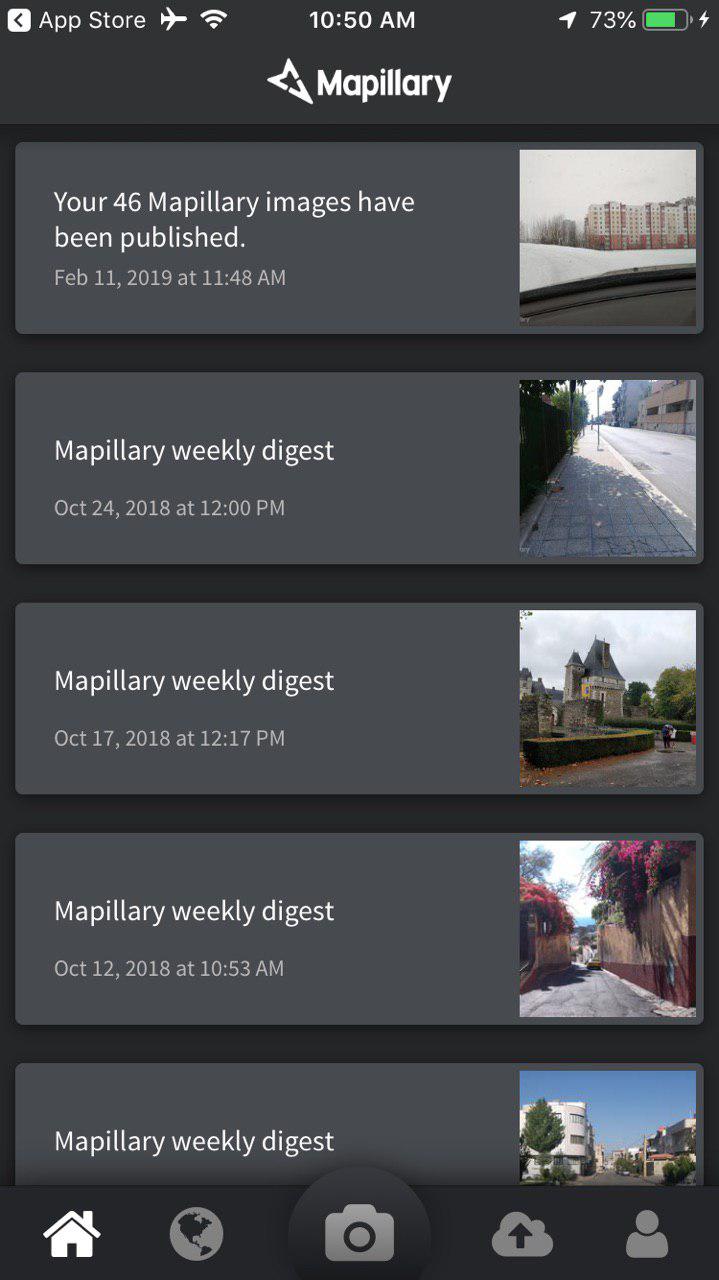 App Store
10:50 AM
73%
Mapillary
Your 46 Mapillary images have
been published.
Feb 11, 2019 at 11:48 AM
Mapillary weekly digest
Oct 24, 2018 at 12:00 PM
Mapillary weekly digest
Oct 17, 2018 at 12:17 PM
Mapillary weekly digest
Oct 12, 2018 at 10:53 AM
Mapillary weekly digest